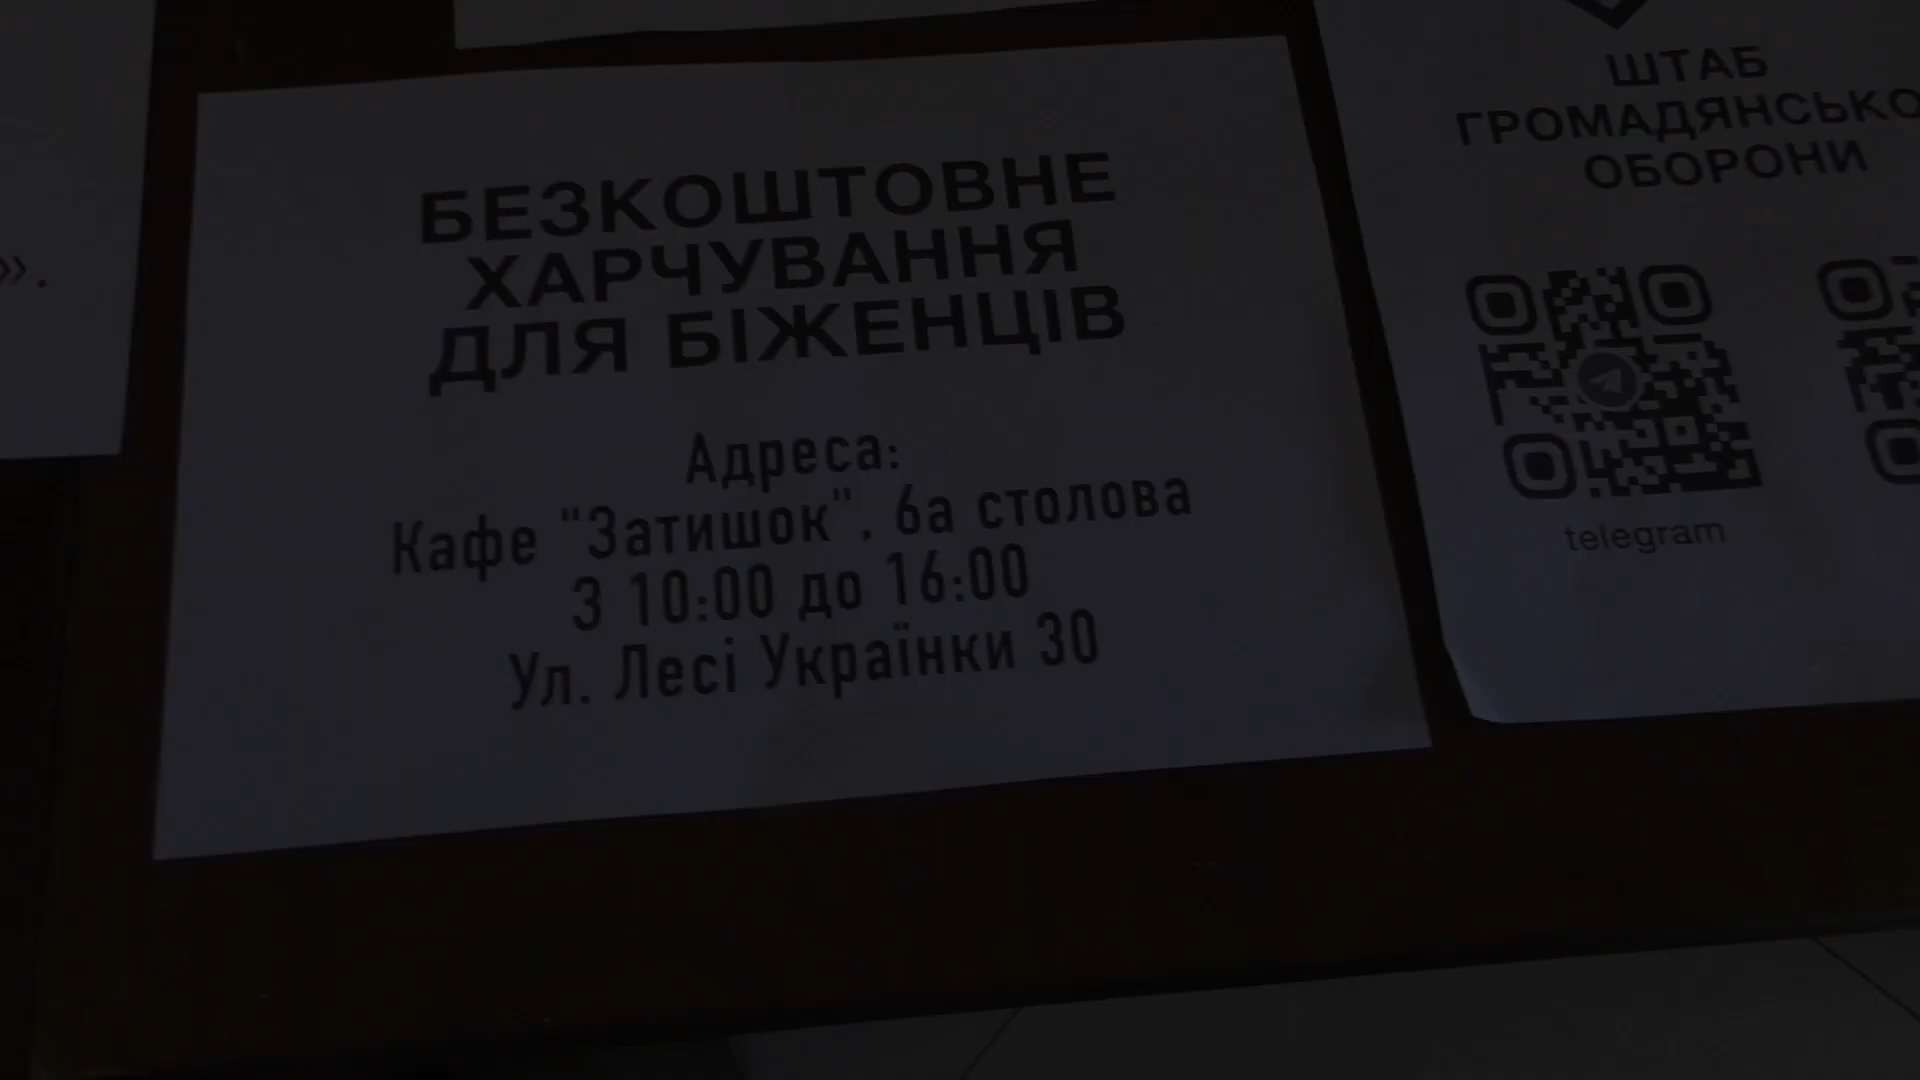 ».
БЕЗКОШТОВНЕ
ХАРЧУВАННЯ
ДЛЯ БІЖЕНЦІВ
Адреса:
Кафе "Затишок", 6а столова
З 10:00 до 16:00
Ул. Лесі Українки 30
ШТАБ
ГРОМАДЯНСЬКО
ОБОРОНИ
telegram